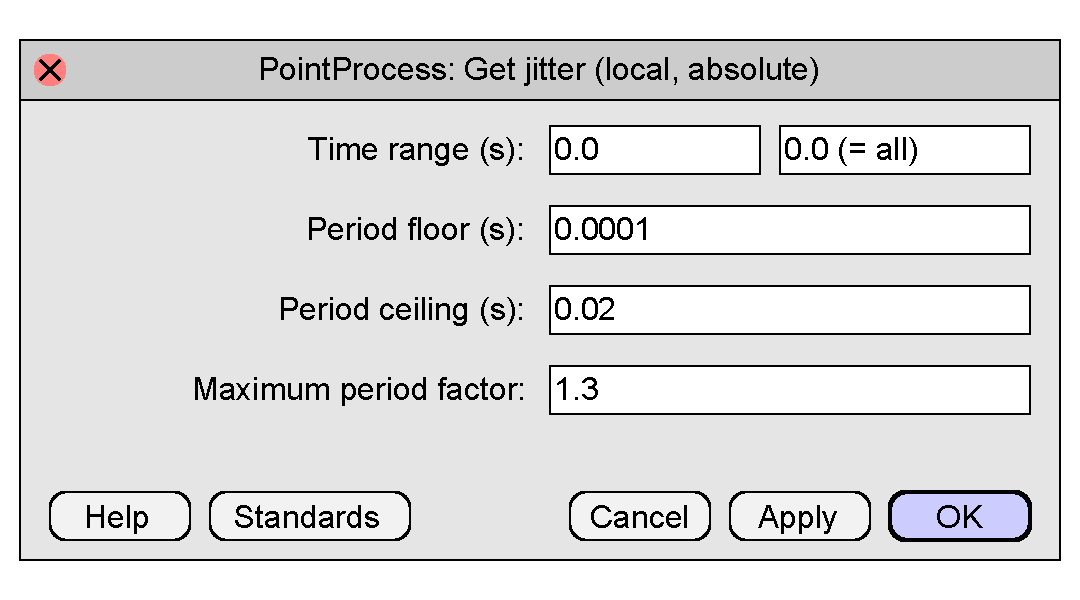 PointProcess: Get jitter (local, absolute)
Time range (s): 0.0 0.0 (= all)
Period floor (s): 0.0001
Period ceiling (s): 0.02
Maximum period factor: 1.3
Help Standards Cancel Apply OK